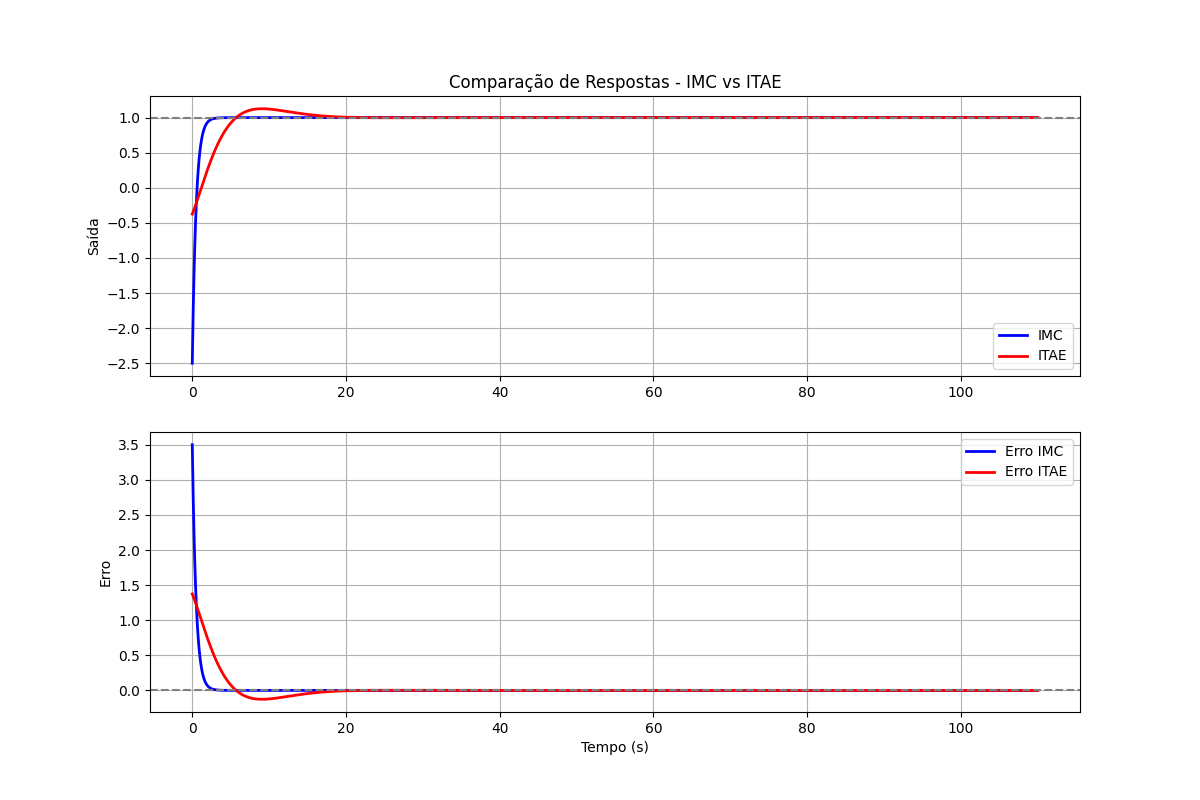 Comparação de Respostas - IMC vs ITAE
Saída
1.0
0.5
0.0
−0.5
−1.0
−1.5
−2.0
−2.5
0 20 40 60 80 100
IMC
ITAE
Erro
3.5
3.0
2.5
2.0
1.5
1.0
0.5
0.0
0 20 40 60 80 100
Erro IMC
Erro ITAE
Tempo (s)